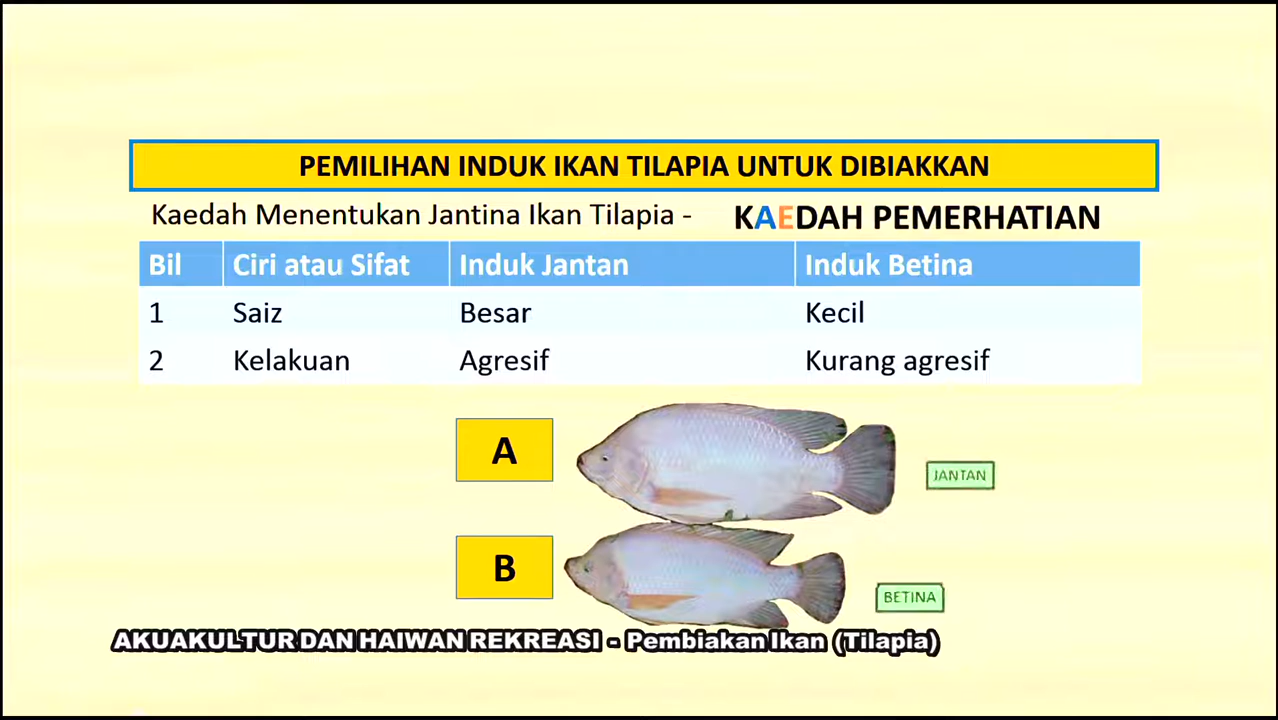 PEMILIHAN INDUK IKAN TILAPIA UNTUK DIBIAKKAN
Kaedah Menentukan Jantina Ikan Tilapia - KAEDAH PEMERHATIAN
Bil Ciri atau Sifat Induk Jantan Induk Betina
1 Saiz Besar Kecil
2 Kelakuan Agresif Kurang agresif
A
JANTAN
B
BETINA
AKUAKULTUR DAN HAIWAN REKREASI - Pembiakan Ikan (Tilapia)